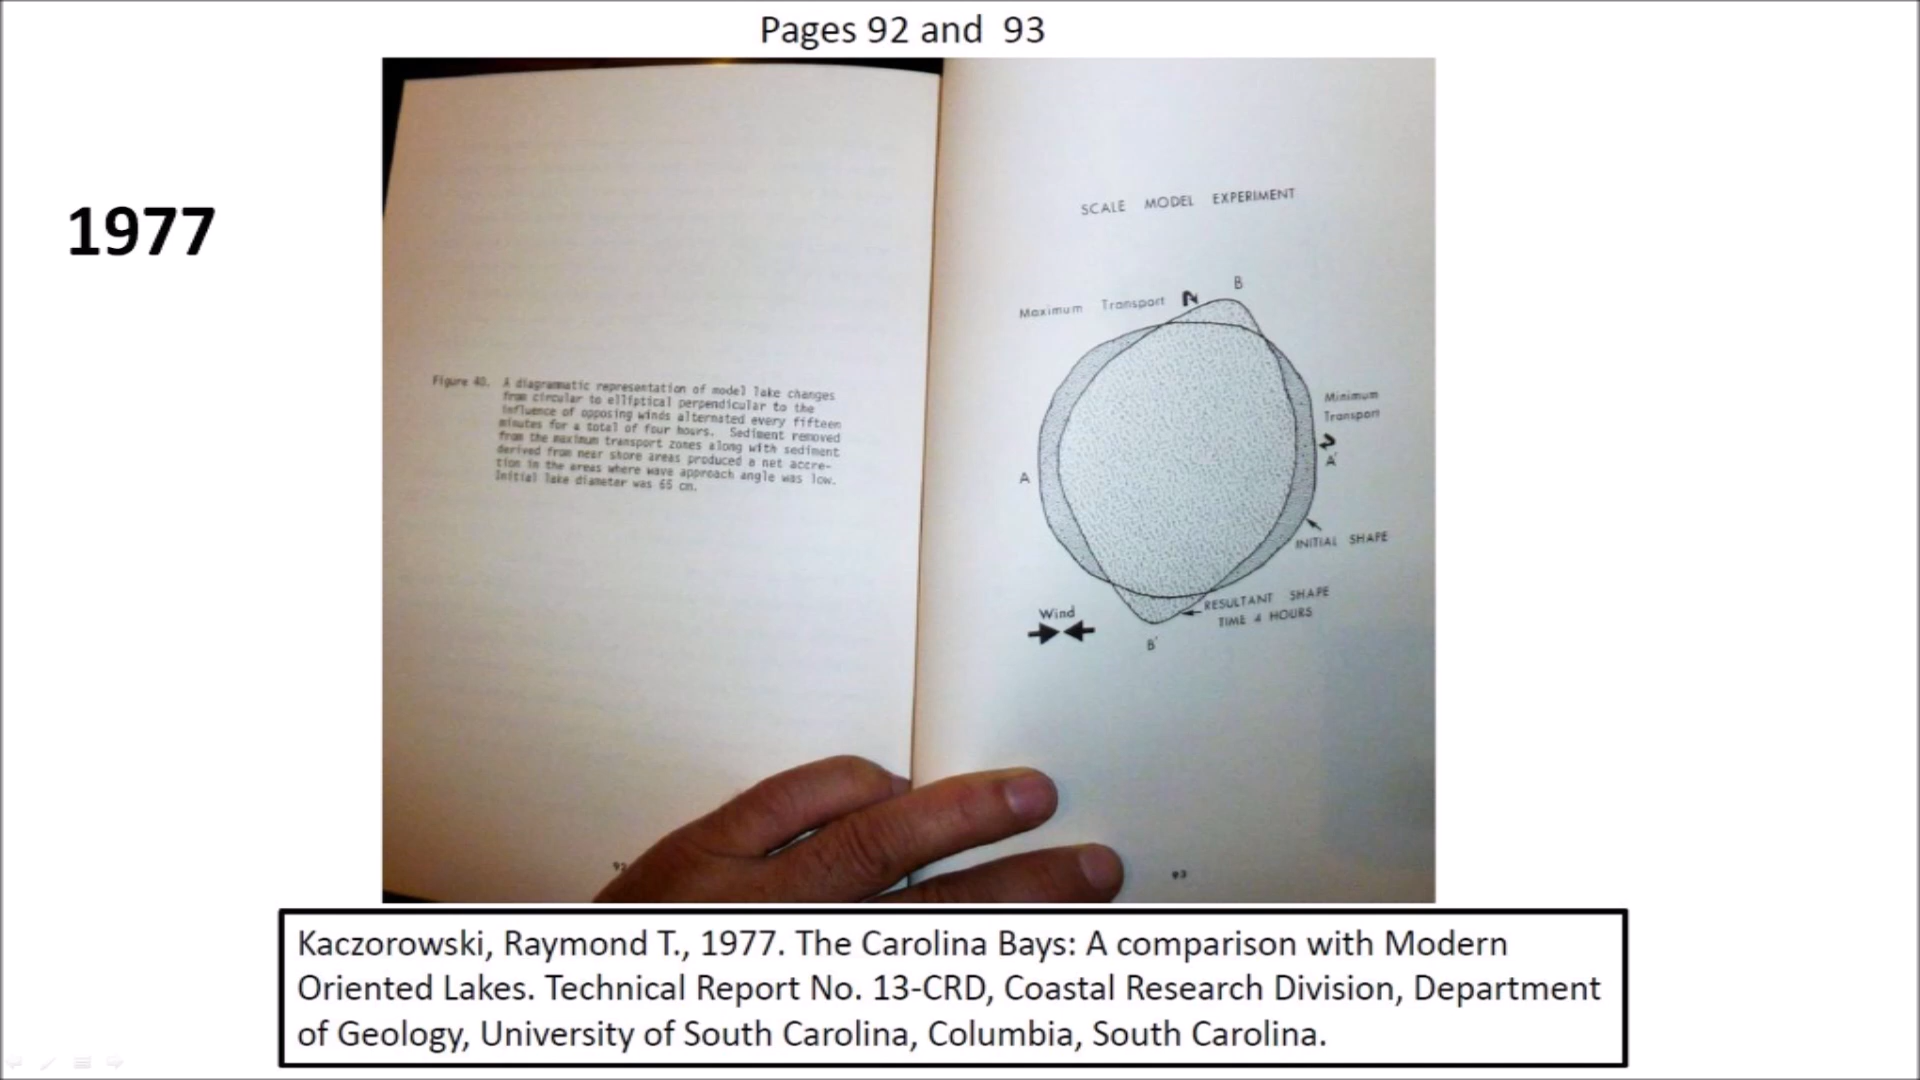 Pages 92 and 93
1977
Figure 40. A diagrammatic representation of model lake changes
from circular to elliptical perpendicular to the
influence of opposing winds alternated every fifteen
minutes for a total of four hours. Sediment removed
from the maximum transport zones along with sediment
derived from near shore areas produced a net accre-
tion in the areas where wave approach angle was low.
Initial lake diameter was 65 cm.
92
SCALE MODEL EXPERIMENT
B
Maximum Transport
Minimum
Transport
A'
A
INITIAL SHAPE
RESULTANT SHAPE
TIME 4 HOURS
Wind
B'
93
Kaczorowski, Raymond T., 1977. The Carolina Bays: A comparison with Modern
Oriented Lakes. Technical Report No. 13-CRD, Coastal Research Division, Department
of Geology, University of South Carolina, Columbia, South Carolina.